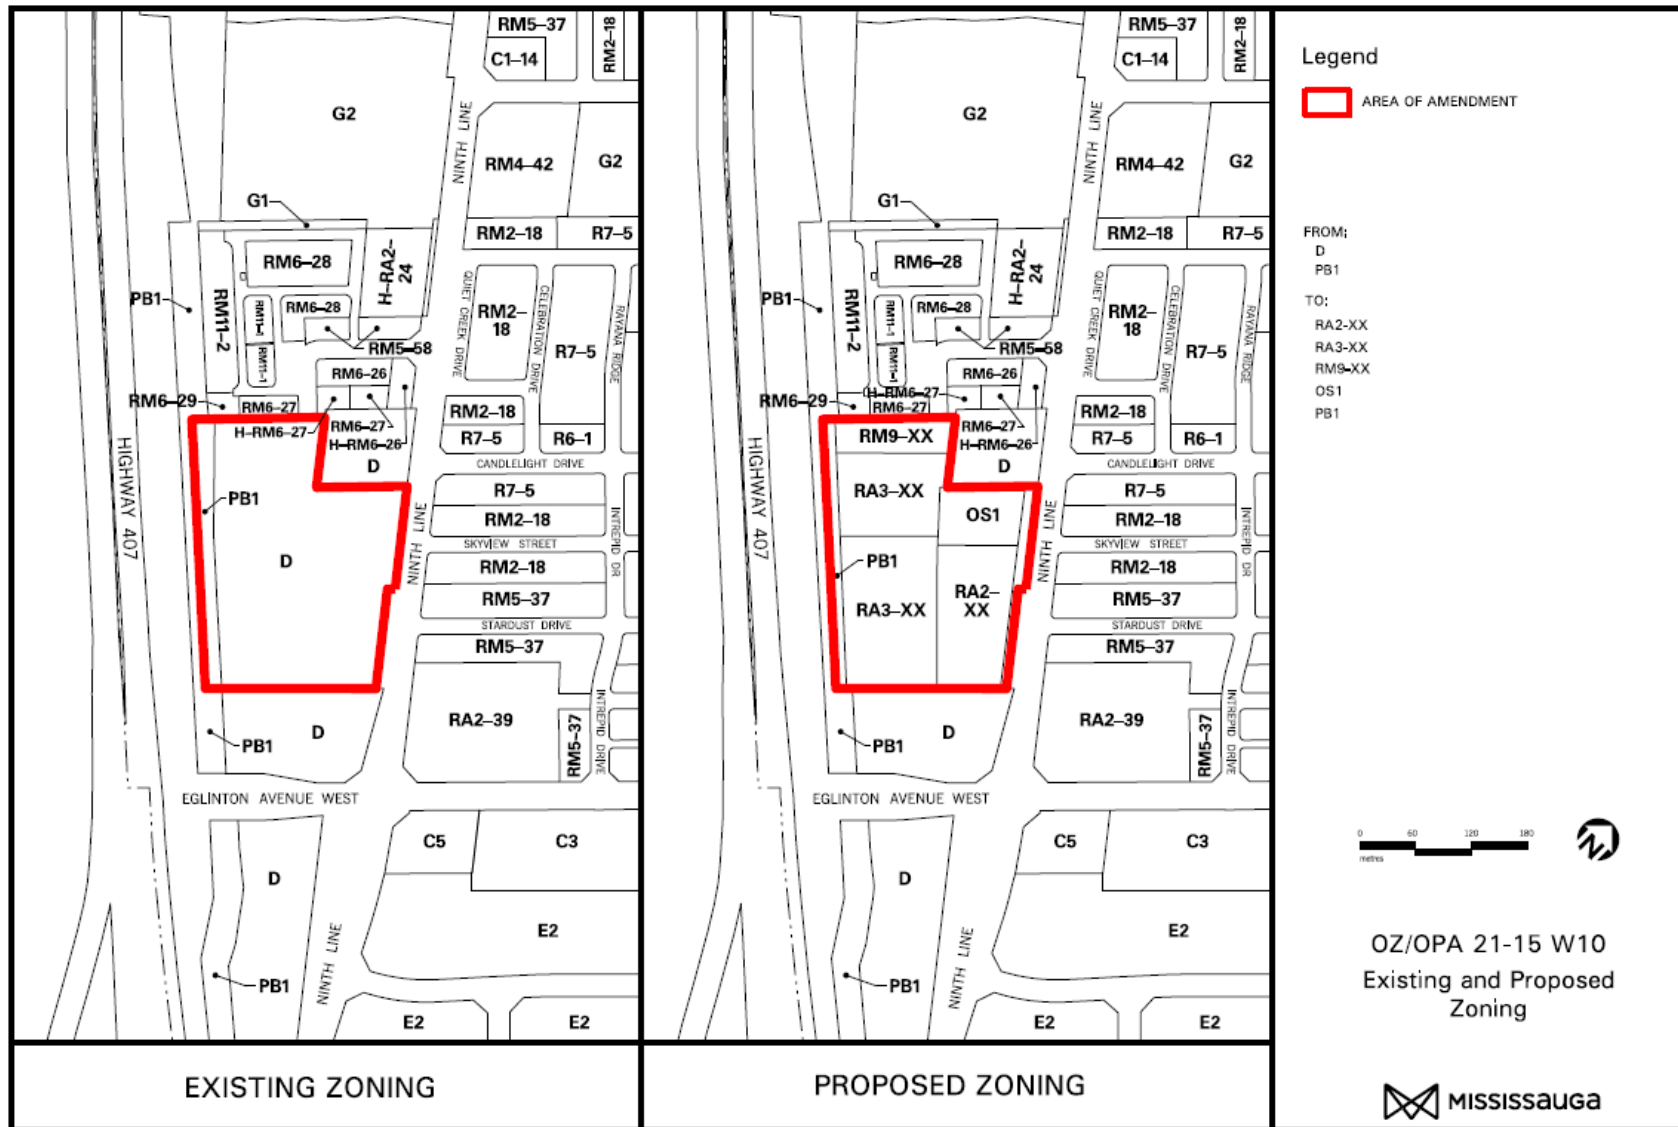 RM5–37
RM2–18
C1–14
G2
NINTH LINE
RM4–42
G2
G1
RM2–18
R7–5
RM6–28
H–RA2–24
PB1
RM11–2
RM11–1
RM6–28
QUIET CREEK DRIVE
RM2–18
CELEBRATION DRIVE
RAYANA RIDGE
R7–5
RM5–58
RM11–1
RM6–26
RM6–29
RM6–27
RM2–18
H–RM6–27
RM6–27
H–RM6–26
R7–5
R6–1
HIGHWAY 407
D
CANDLELIGHT DRIVE
PB1
R7–5
NINTH LINE
RM2–18
INTREPID DR
SKYVIEW STREET
D
RM2–18
RM5–37
STARDUST DRIVE
RM5–37
RA2–39
INTREPID DRIVE
RM5–37
D
PB1
EGLINTON AVENUE WEST
C5
C3
D
E2
NINTH LINE
PB1
E2
E2
EXISTING ZONING
RM5–37
RM2–18
C1–14
G2
NINTH LINE
RM4–42
G2
G1
RM2–18
R7–5
RM6–28
H–RA2–24
PB1
RM11–2
RM11–1
RM6–28
QUIET CREEK DRIVE
RM2–18
CELEBRATION DRIVE
RAYANA RIDGE
R7–5
RM5–58
RM11–1
RM6–26
H–RM6–27
RM6–29
RM6–27
RM2–18
RM6–27
H–RM6–26
RM9–XX
R7–5
R6–1
HIGHWAY 407
D
CANDLELIGHT DRIVE
RA3–XX
R7–5
OS1
NINTH LINE
RM2–18
INTREPID DR
SKYVIEW STREET
PB1
RM2–18
RA3–XX
RA2–XX
RM5–37
STARDUST DRIVE
RM5–37
RA2–39
INTREPID DRIVE
RM5–37
D
PB1
EGLINTON AVENUE WEST
C5
C3
D
E2
NINTH LINE
PB1
E2
E2
PROPOSED ZONING
Legend
AREA OF AMENDMENT
FROM;
D
PB1
TO;
RA2-XX
RA3-XX
RM9-XX
OS1
PB1
0 60 120 180
metres
N
OZ/OPA 21-15 W10
Existing and Proposed
Zoning
MISSISSauGa